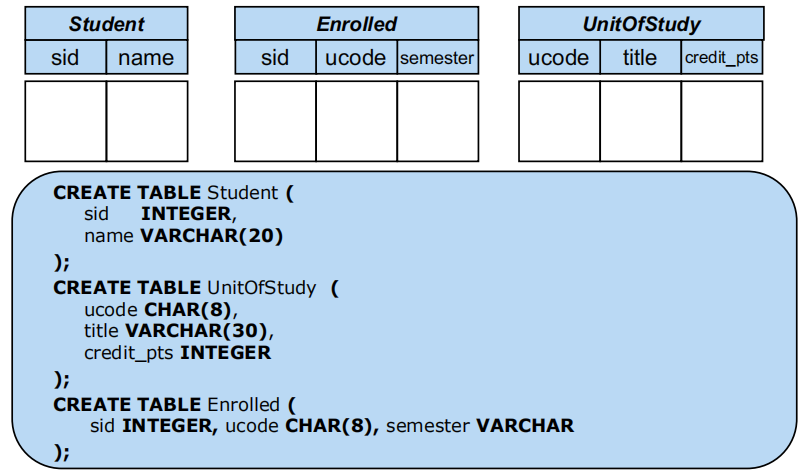 Student Enrolled UnitOfStudy
sid name sid ucode semester ucode title credit_pts
CREATE TABLE Student (
sid INTEGER,
name VARCHAR(20)
);
CREATE TABLE UnitOfStudy (
ucode CHAR(8),
title VARCHAR(30),
credit_pts INTEGER
);
CREATE TABLE Enrolled (
sid INTEGER, ucode CHAR(8), semester VARCHAR
);